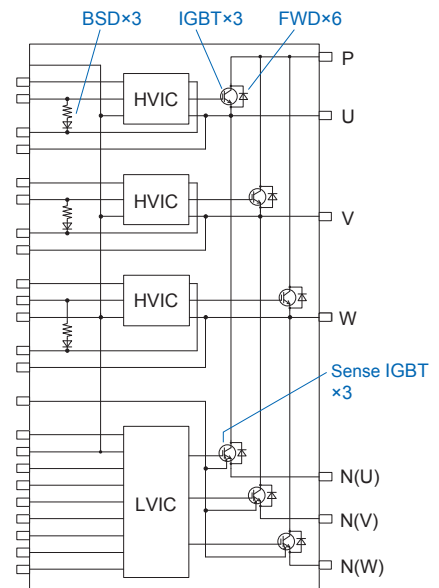 BSD×3
IGBT×3
FWD×6
P
HVIC
U
HVIC
V
HVIC
W
Sense IGBT
×3
LVIC
N(U)
N(V)
N(W)